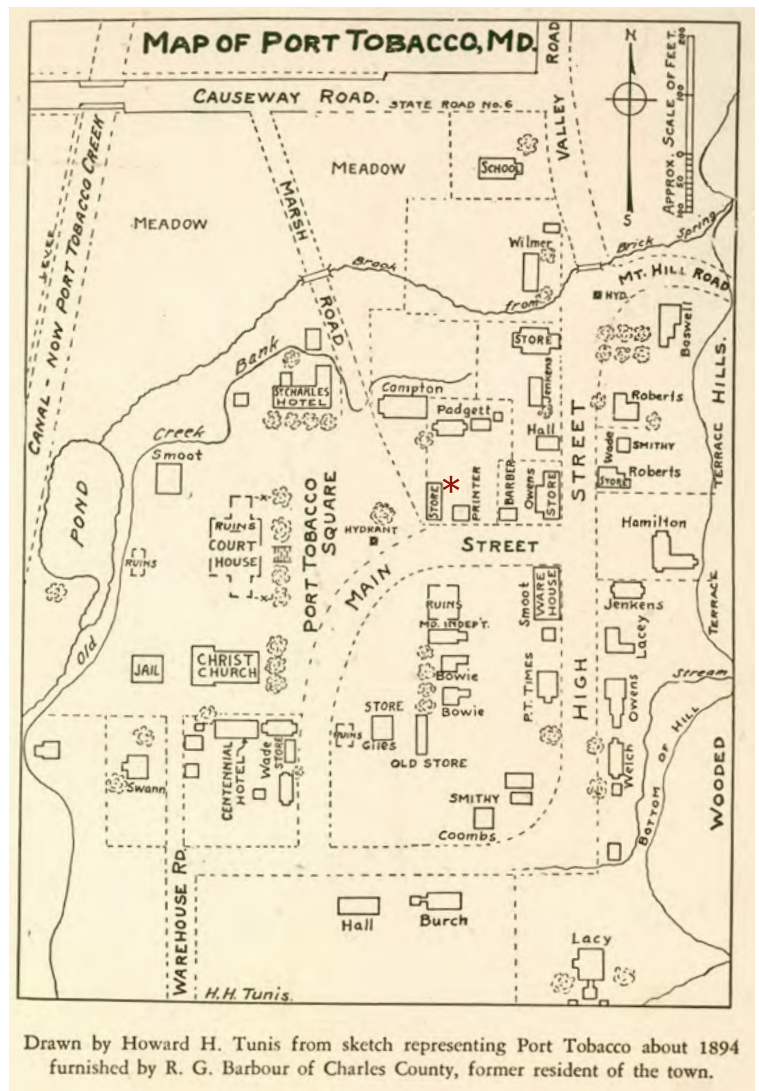 MAP OF PORT TOBACCO, MD.
CAUSEWAY ROAD.
STATE ROAD No. 6
VALLEY ROAD
N
S
APPROX. SCALE OF FEET.
200
100
0
50
100
MEADOW
MEADOW
SCHOOL
MARSH ROAD
LEVEE
CANAL - NOW PORT TOBACCO CREEK
Wilmer
Brook
from
Brick
Spring
MT. HILL ROAD
HYD.
Boswell
STORE
Jenkens
Bank
ST CHARLES
HOTEL
Compton
Padgett
Hall
Roberts
Wade
SMITHY
Roberts
STORE
TERRACE HILLS.
Creek
Smoot
POND
RUINS
COURT
HOUSE
RUINS
PORT TOBACCO
SQUARE
HYDRANT
STORE
*
PRINTER
BARBER
Owens
STORE
HIGH STREET
MAIN STREET
Hamilton
TERRACE
RUINS
MD. INDEP'T.
Smoot
WARE
HOUSE
Jenkens
Lacey
Old
JAIL
CHRIST
CHURCH
Bowie
Bowie
P.T. TIMES
Owens
Stream
STORE
RUINS
Giles
OLD STORE
CENTENNIAL
HOTEL
Wade
STORE
Swann
Welch
BOTTOM OF HILL
WOODED
SMITHY
Coombs
WAREHOUSE RD.
Hall
Burch
Lacy
H.H. Tunis.
Drawn by Howard H. Tunis from sketch representing Port Tobacco about 1894
furnished by R. G. Barbour of Charles County, former resident of the town.